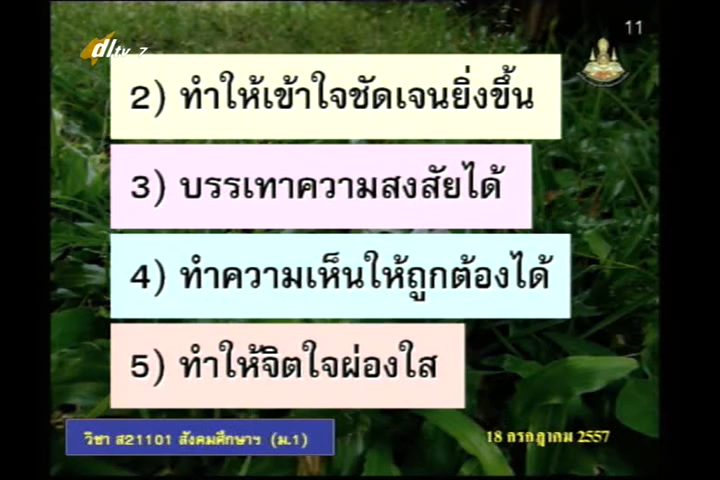 dltv 7
11
2) ทำให้เข้าใจชัดเจนยิ่งขึ้น
3) บรรเทาความสงสัยได้
4) ทำความเห็นให้ถูกต้องได้
5) ทำให้จิตใจผ่องใส
วิชา ส21101 สังคมศึกษาฯ (ม.1)
18 กรกฎาคม 2557